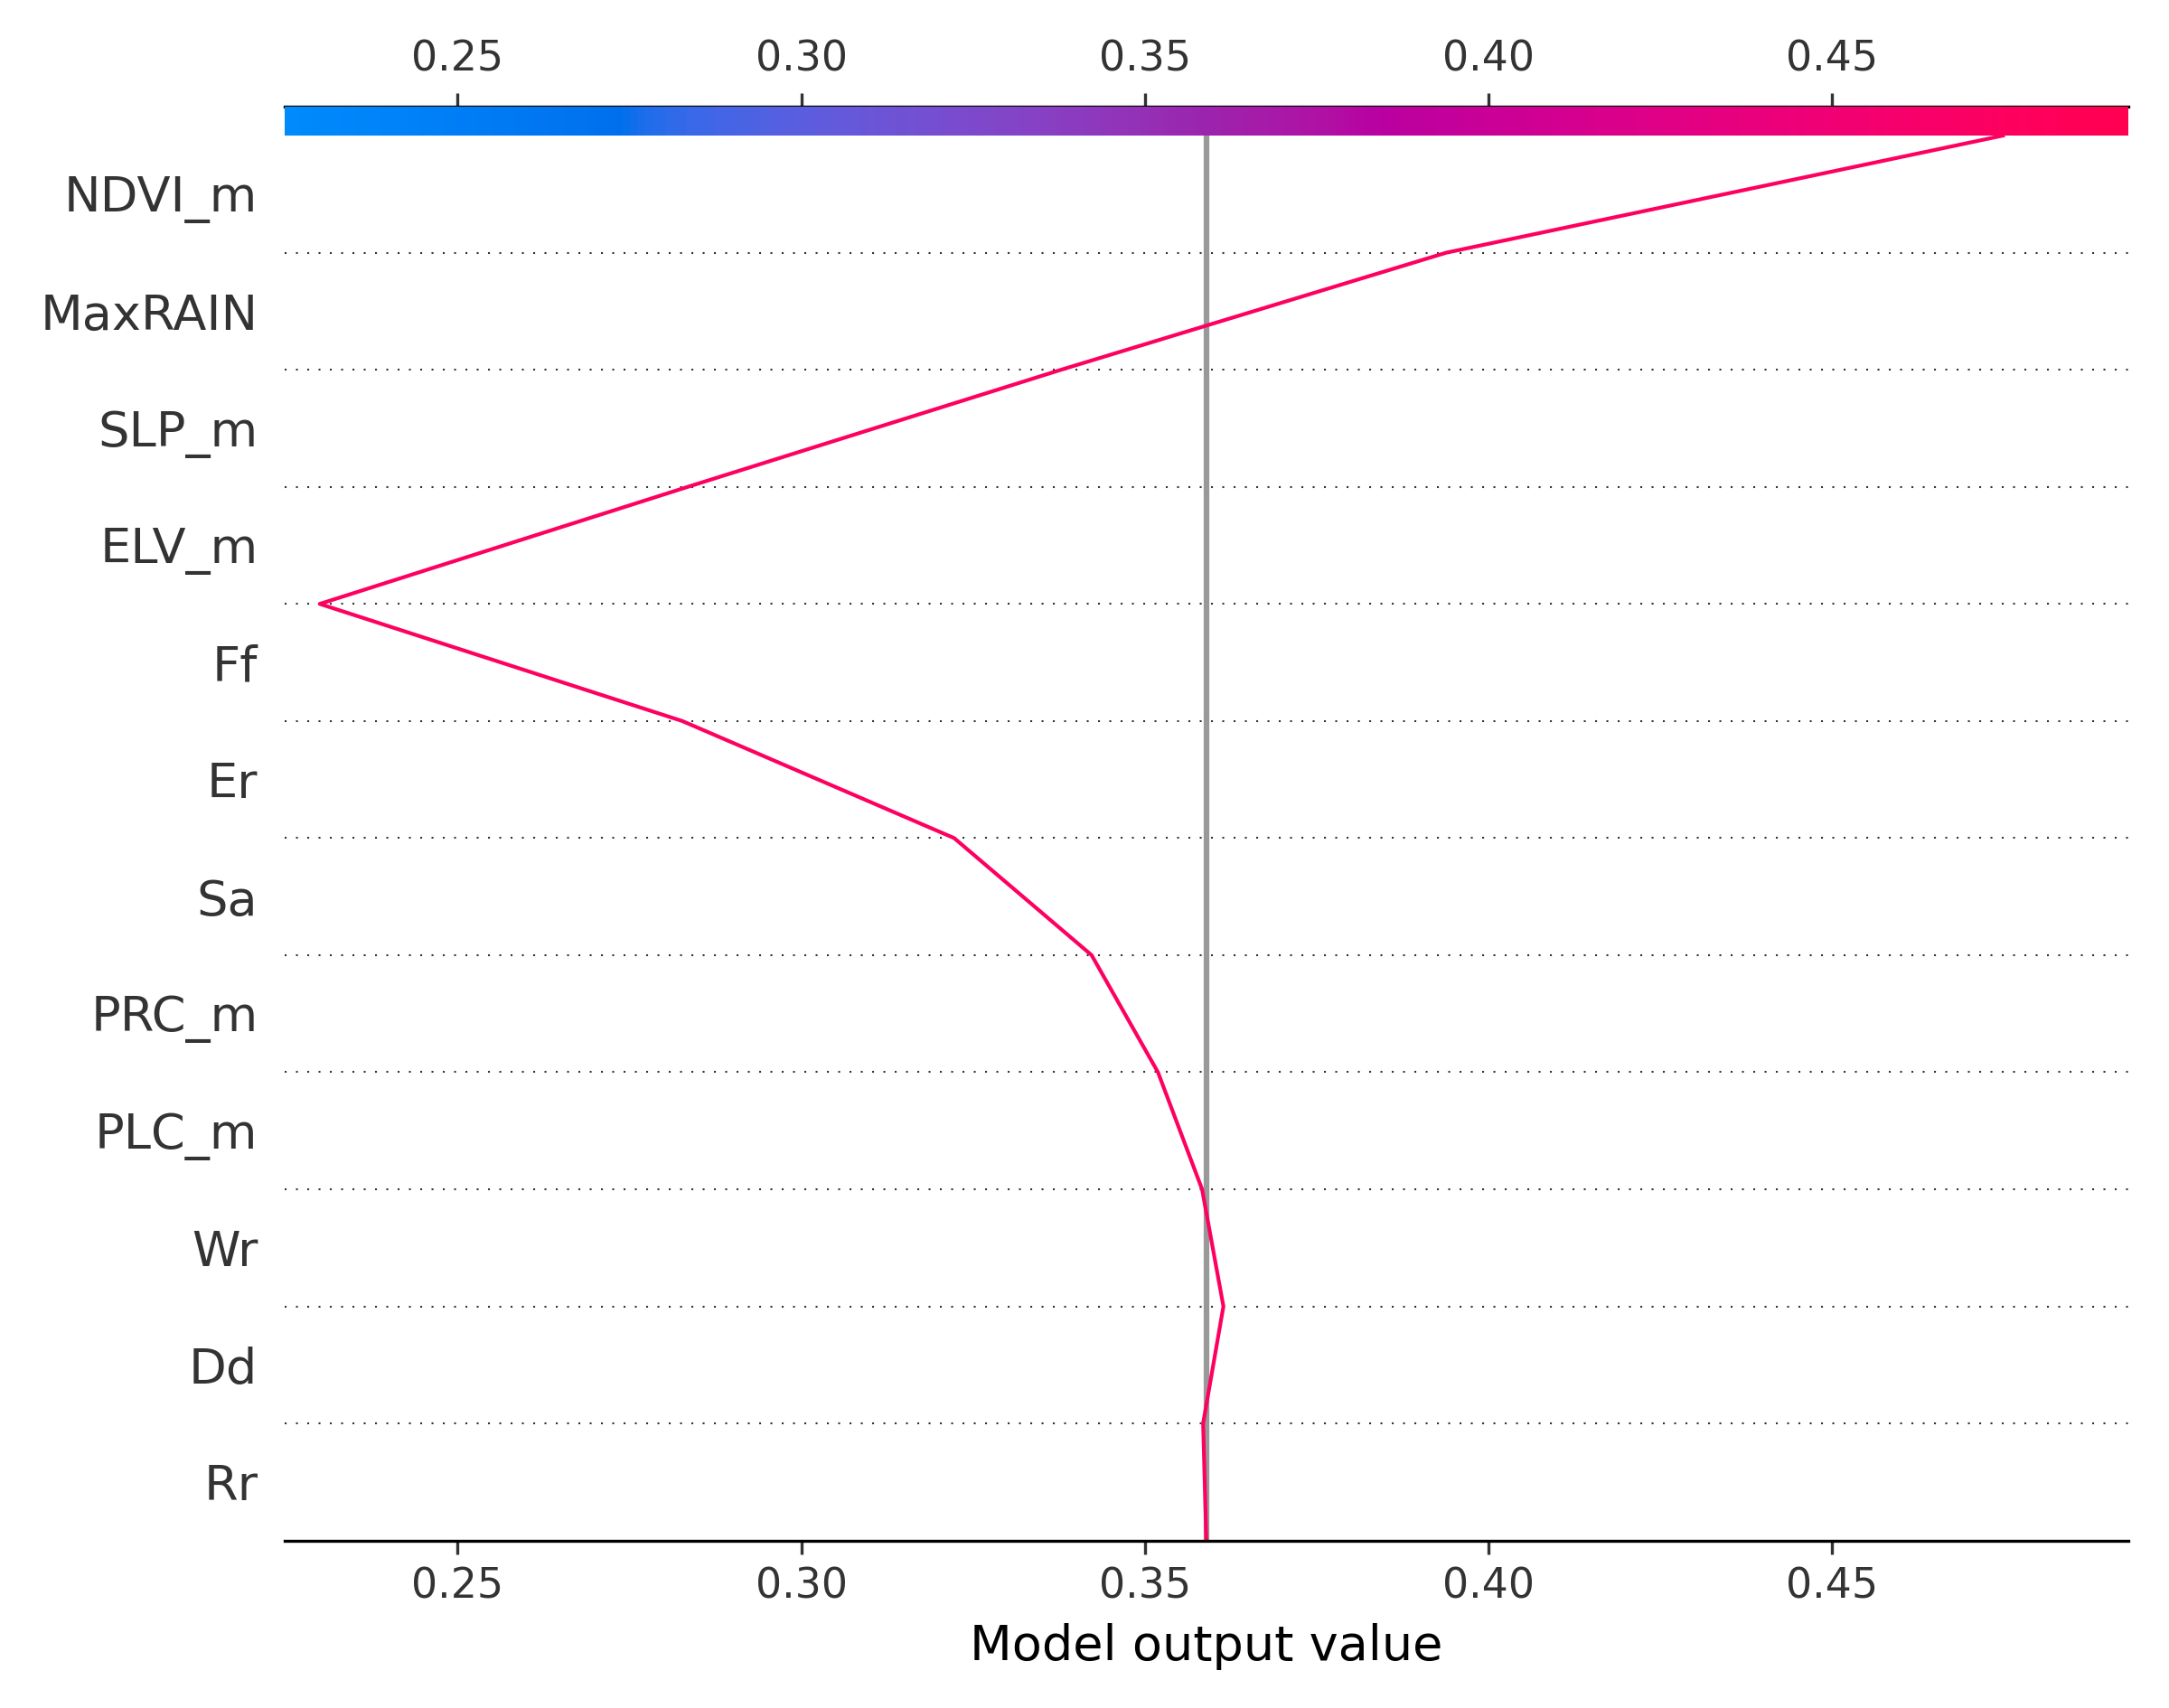 0.25 0.30 0.35 0.40 0.45
NDVI_m
MaxRAIN
SLP_m
ELV_m
Ff
Er
Sa
PRC_m
PLC_m
Wr
Dd
Rr
0.25 0.30 0.35 0.40 0.45
Model output value